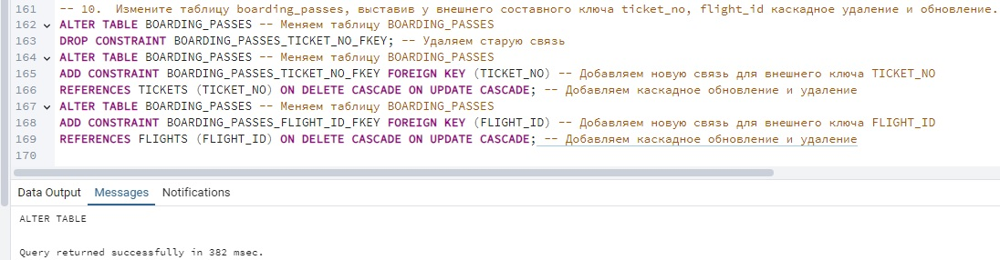 161 -- 10. Измените таблицу boarding_passes, выставив у внешнего составного ключа ticket_no, flight_id каскадное удаление и обновление.
162 ALTER TABLE BOARDING_PASSES -- Меняем таблицу BOARDING_PASSES
163 DROP CONSTRAINT BOARDING_PASSES_TICKET_NO_FKEY; -- Удаляем старую связь
164 ALTER TABLE BOARDING_PASSES -- Меняем таблицу BOARDING_PASSES
165 ADD CONSTRAINT BOARDING_PASSES_TICKET_NO_FKEY FOREIGN KEY (TICKET_NO) -- Добавляем новую связь для внешнего ключа TICKET_NO
166 REFERENCES TICKETS (TICKET_NO) ON DELETE CASCADE ON UPDATE CASCADE; -- Добавляем каскадное обновление и удаление
167 ALTER TABLE BOARDING_PASSES -- Меняем таблицу BOARDING_PASSES
168 ADD CONSTRAINT BOARDING_PASSES_FLIGHT_ID_FKEY FOREIGN KEY (FLIGHT_ID) -- Добавляем новую связь для внешнего ключа FLIGHT_ID
169 REFERENCES FLIGHTS (FLIGHT_ID) ON DELETE CASCADE ON UPDATE CASCADE; -- Добавляем каскадное обновление и удаление
170
Data Output Messages Notifications
ALTER TABLE
Query returned successfully in 382 msec.